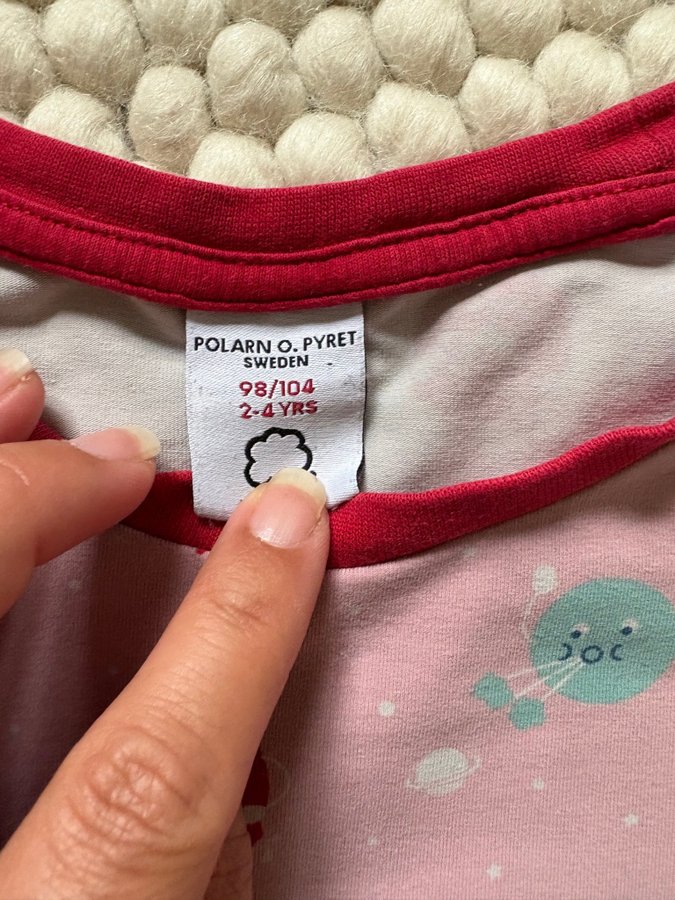 POLARN O. PYRET
SWEDEN
98/104
2-4 YRS